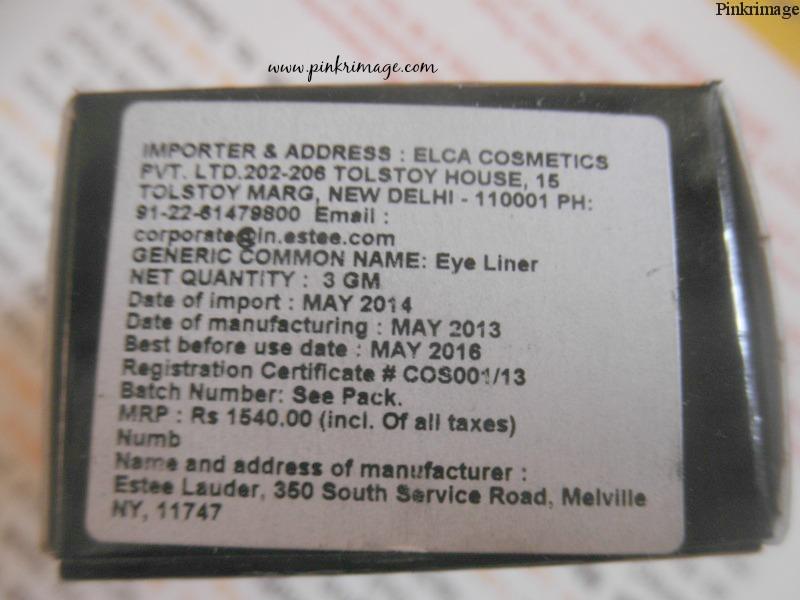 Pinkrimage
www.pinkrimage.com
IMPORTER & ADDRESS : ELCA COSMETICS
PVT. LTD.202-206 TOLSTOY HOUSE, 15
TOLSTOY MARG, NEW DELHI - 110001 PH:
91-22-61479800 Email :
corporate@in.estee.com
GENERIC COMMON NAME: Eye Liner
NET QUANTITY : 3 GM
Date of import : MAY 2014
Date of manufacturing : MAY 2013
Best before use date : MAY 2016
Registration Certificate # COS001/13
Batch Number: See Pack.
MRP : Rs 1540.00 (incl. Of all taxes)
Numb
Name and address of manufacturer :
Estee Lauder, 350 South Service Road, Melville
NY, 11747